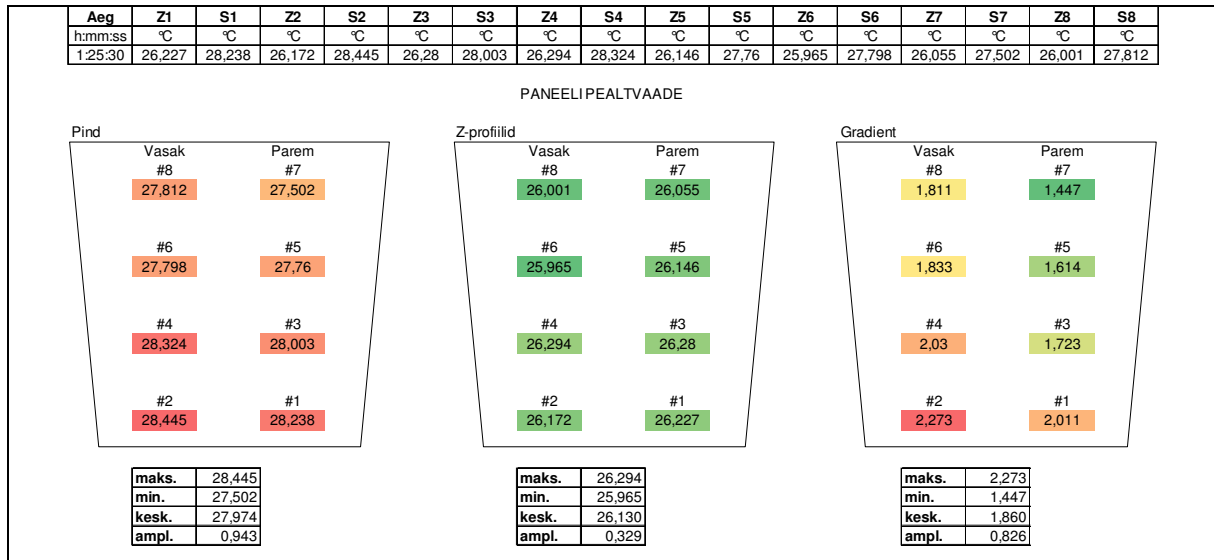 Aeg Z1 S1 Z2 S2 Z3 S3 Z4 S4 Z5 S5 Z6 S6 Z7 S7 Z8 S8
h:mm:ss °C °C °C °C °C °C °C °C °C °C °C °C °C °C °C °C
1:25:30 26,227 28,238 26,172 28,445 26,28 28,003 26,294 28,324 26,146 27,76 25,965 27,798 26,055 27,502 26,001 27,812
PANEELI PEALTVAADE
Pind Z-profiilid Gradient
Vasak Parem Vasak Parem Vasak Parem
#8 #7 #8 #7 #8 #7
27,812 27,502 26,001 26,055 1,811 1,447
#6 #5 #6 #5 #6 #5
27,798 27,76 25,965 26,146 1,833 1,614
#4 #3 #4 #3 #4 #3
28,324 28,003 26,294 26,28 2,03 1,723
#2 #1 #2 #1 #2 #1
28,445 28,238 26,172 26,227 2,273 2,011
maks. 28,445 maks. 26,294 maks. 2,273
min. 27,502 min. 25,965 min. 1,447
kesk. 27,974 kesk. 26,130 kesk. 1,860
ampl. 0,943 ampl. 0,329 ampl. 0,826